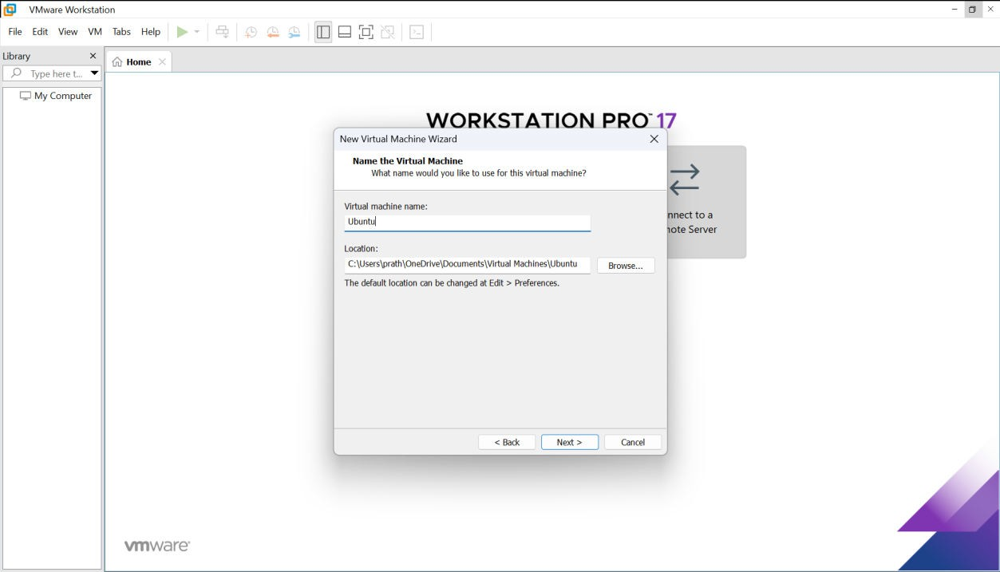 VMware Workstation
File Edit View VM Tabs Help
Library
Type here t...
My Computer
Home
WORKSTATION PRO™ 17
New Virtual Machine Wizard
Name the Virtual Machine
What name would you like to use for this virtual machine?
Virtual machine name:
Ubuntu
Location:
C:\Users\prath\OneDrive\Documents\Virtual Machines\Ubuntu
Browse...
The default location can be changed at Edit > Preferences.
nnect to a
ote Server
< Back Next > Cancel
vmware®